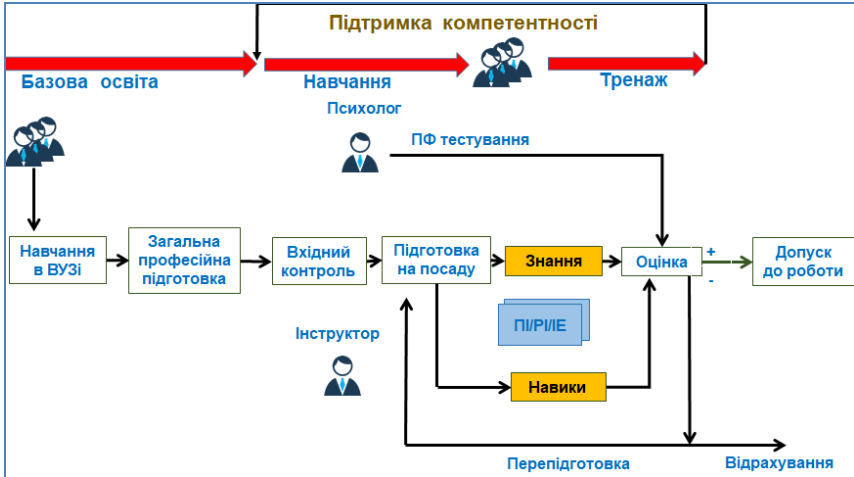 Підтримка компетентності
Базова освіта
Навчання
Тренаж
Психолог
ПФ тестування
Навчання
в ВУЗі
Загальна
професійна
підготовка
Вхідний
контроль
Підготовка
на посаду
Знання
Оцінка
+
-
Допуск
до роботи
ПІ/РІ/ІЕ
Інструктор
Навики
Перепідготовка
Відрахування